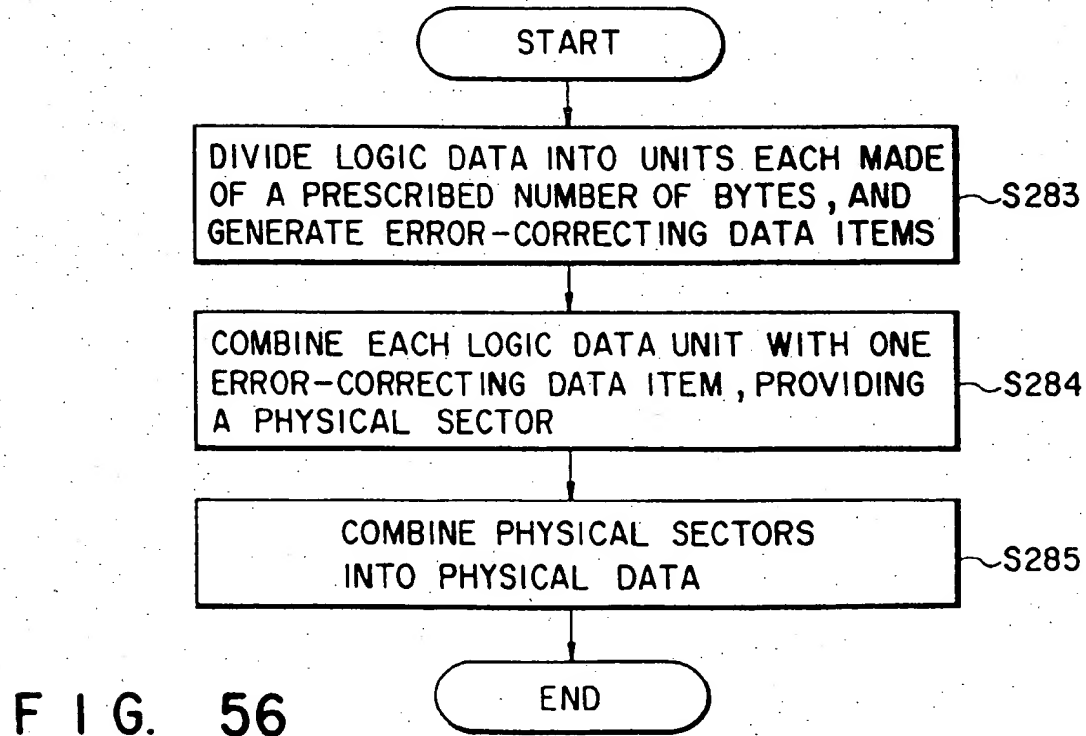 START
DIVIDE LOGIC DATA INTO UNITS EACH MADE
OF A PRESCRIBED NUMBER OF BYTES, AND
GENERATE ERROR-CORRECTING DATA ITEMS
S283
COMBINE EACH LOGIC DATA UNIT WITH ONE
ERROR-CORRECTING DATA ITEM, PROVIDING
A PHYSICAL SECTOR
S284
COMBINE PHYSICAL SECTORS
INTO PHYSICAL DATA
S285
END
FIG. 56